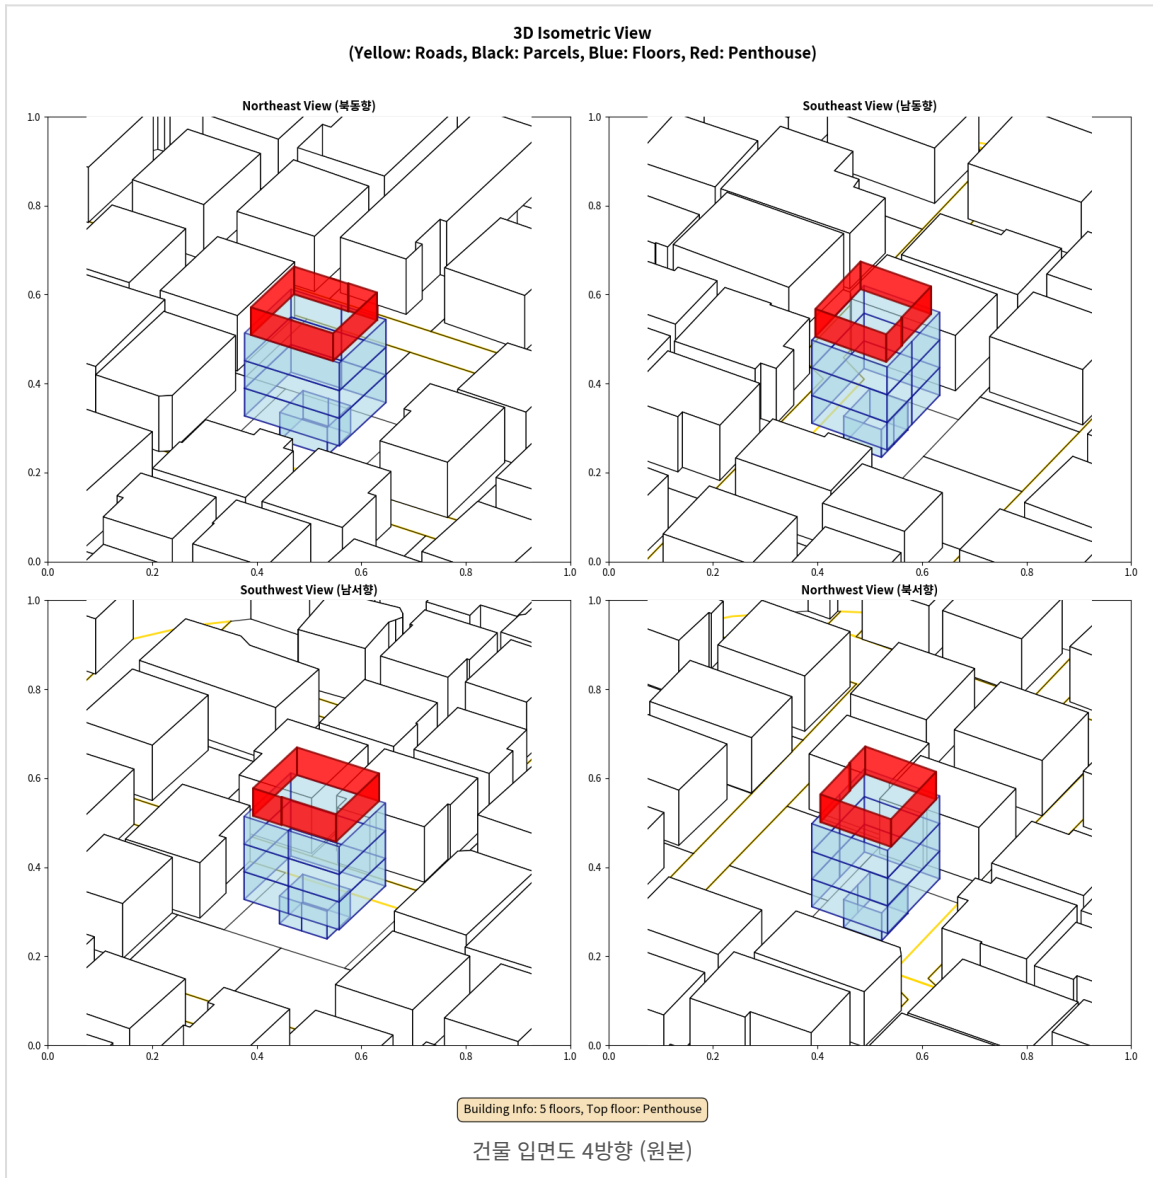 3D Isometric View
(Yellow: Roads, Black: Parcels, Blue: Floors, Red: Penthouse)
Northeast View (북동향)
1.0
0.8
0.6
0.4
0.2
0.0
0.0 0.2 0.4 0.6 0.8 1.0
Southeast View (남동향)
1.0
0.8
0.6
0.4
0.2
0.0
0.0 0.2 0.4 0.6 0.8 1.0
Southwest View (남서향)
1.0
0.8
0.6
0.4
0.2
0.0
0.0 0.2 0.4 0.6 0.8 1.0
Northwest View (북서향)
1.0
0.8
0.6
0.4
0.2
0.0
0.0 0.2 0.4 0.6 0.8 1.0
Building Info: 5 floors, Top floor: Penthouse
건물 입면도 4방향 (원본)